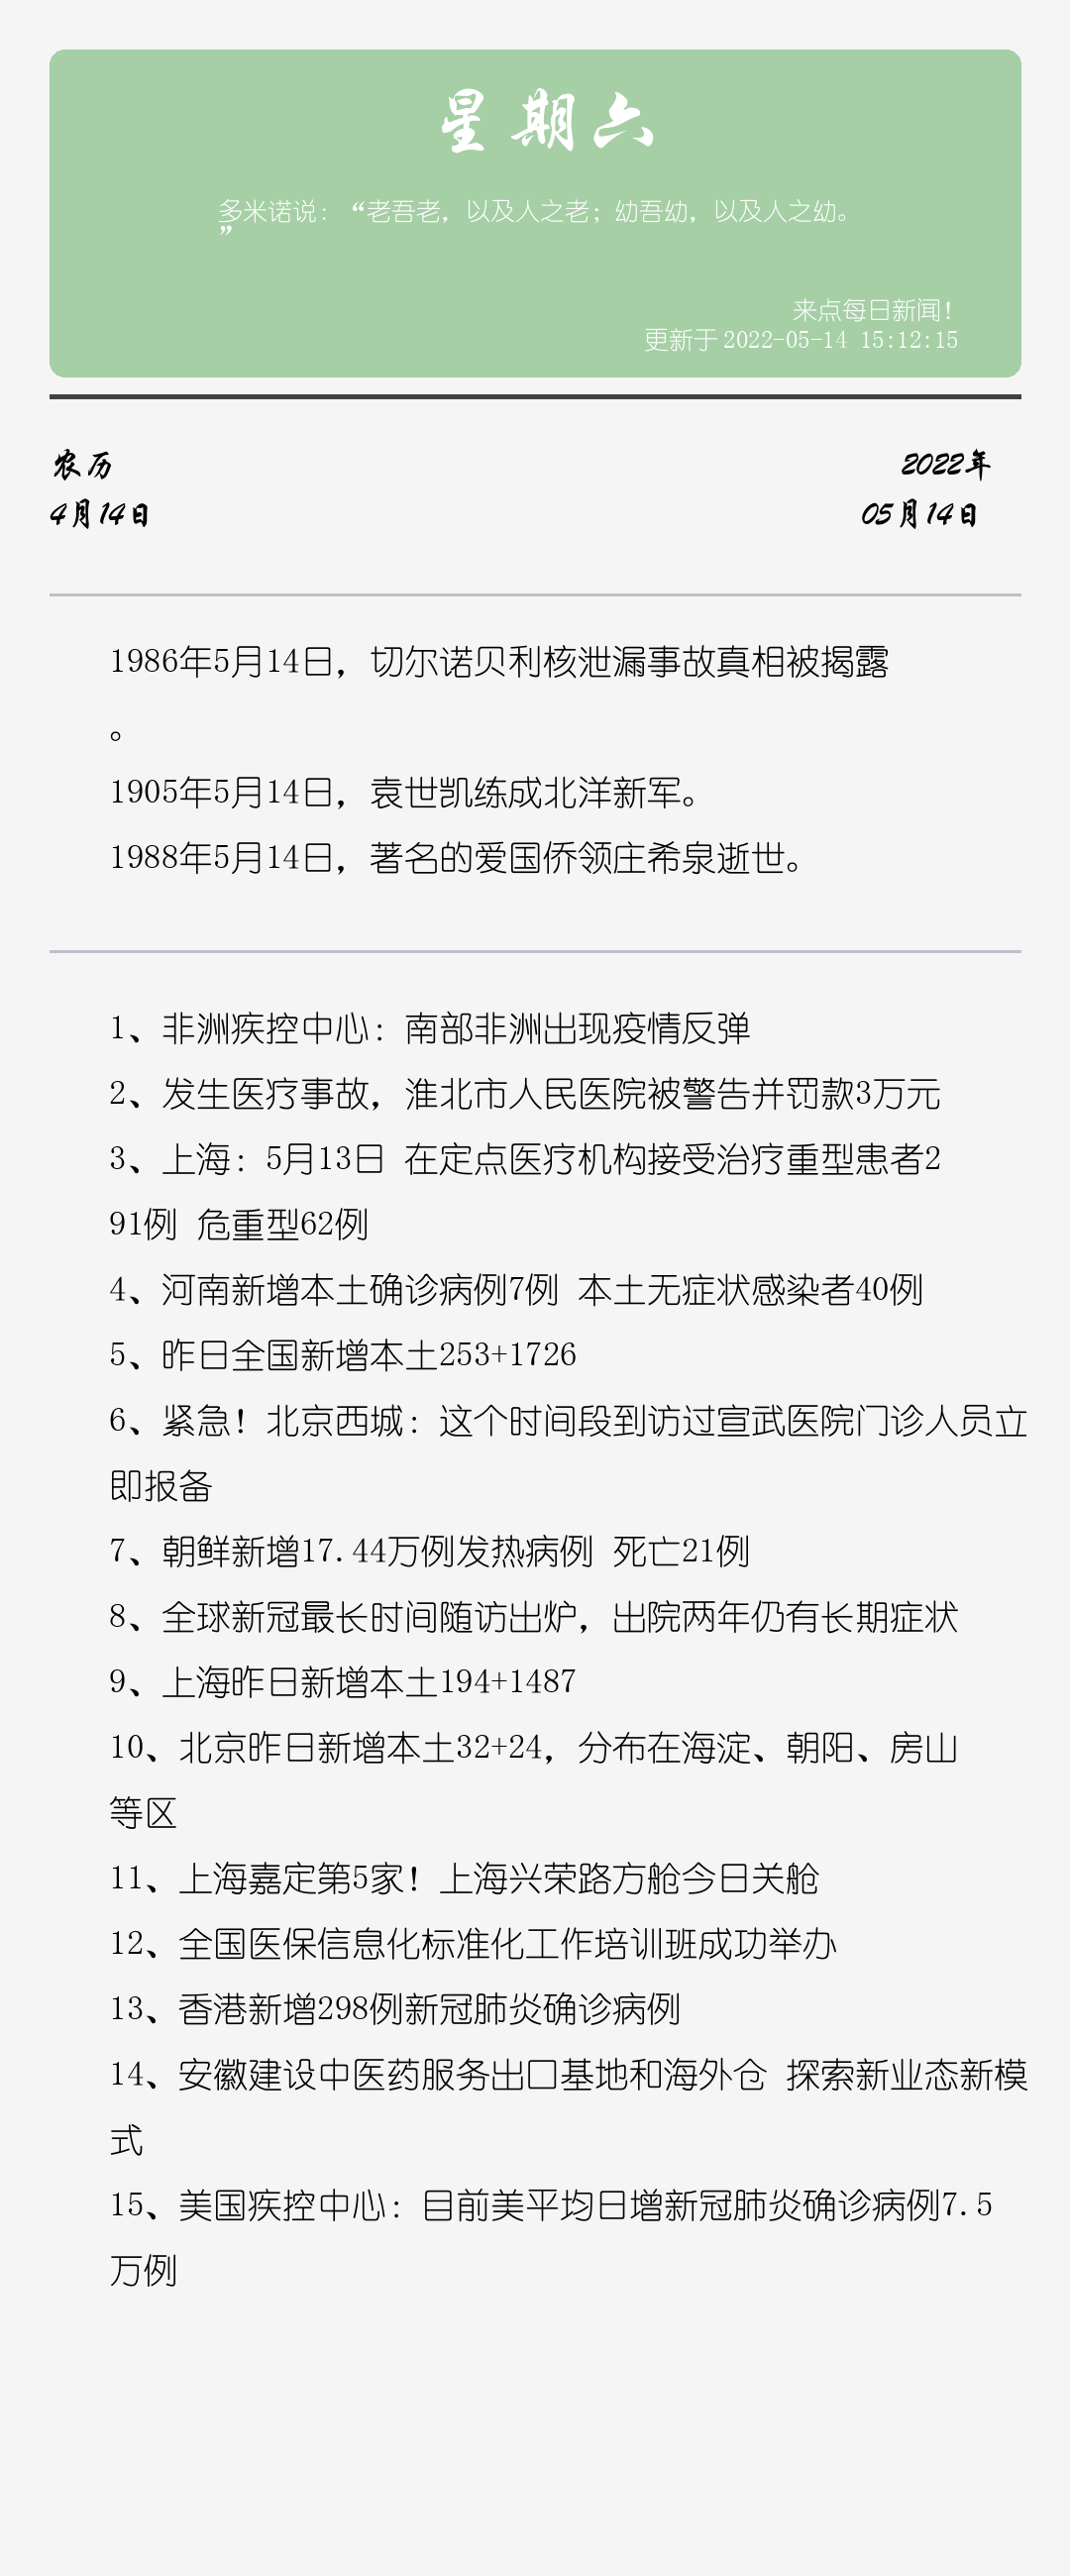 星期六
多米诺说：“老吾老，以及人之老；幼吾幼，以及人之幼。
”
来点每日新闻！
更新于 2022-05-14 15:12:15
农历
2022年
4月14日
05月14日
1986年5月14日，切尔诺贝利核泄漏事故真相被揭露
。
1905年5月14日，袁世凯练成北洋新军。
1988年5月14日，著名的爱国侨领庄希泉逝世。
1、非洲疾控中心：南部非洲出现疫情反弹
2、发生医疗事故，淮北市人民医院被警告并罚款3万元
3、上海：5月13日 在定点医疗机构接受治疗重型患者2
91例 危重型62例
4、河南新增本土确诊病例7例 本土无症状感染者40例
5、昨日全国新增本土253+1726
6、紧急！北京西城：这个时间段到访过宣武医院门诊人员立
即报备
7、朝鲜新增17.44万例发热病例 死亡21例
8、全球新冠最长时间随访出炉，出院两年仍有长期症状
9、上海昨日新增本土194+1487
10、北京昨日新增本土32+24，分布在海淀、朝阳、房山
等区
11、上海嘉定第5家！上海兴荣路方舱今日关舱
12、全国医保信息化标准化工作培训班成功举办
13、香港新增298例新冠肺炎确诊病例
14、安徽建设中医药服务出口基地和海外仓 探索新业态新模
式
15、美国疾控中心：目前美平均日增新冠肺炎确诊病例7.5
万例